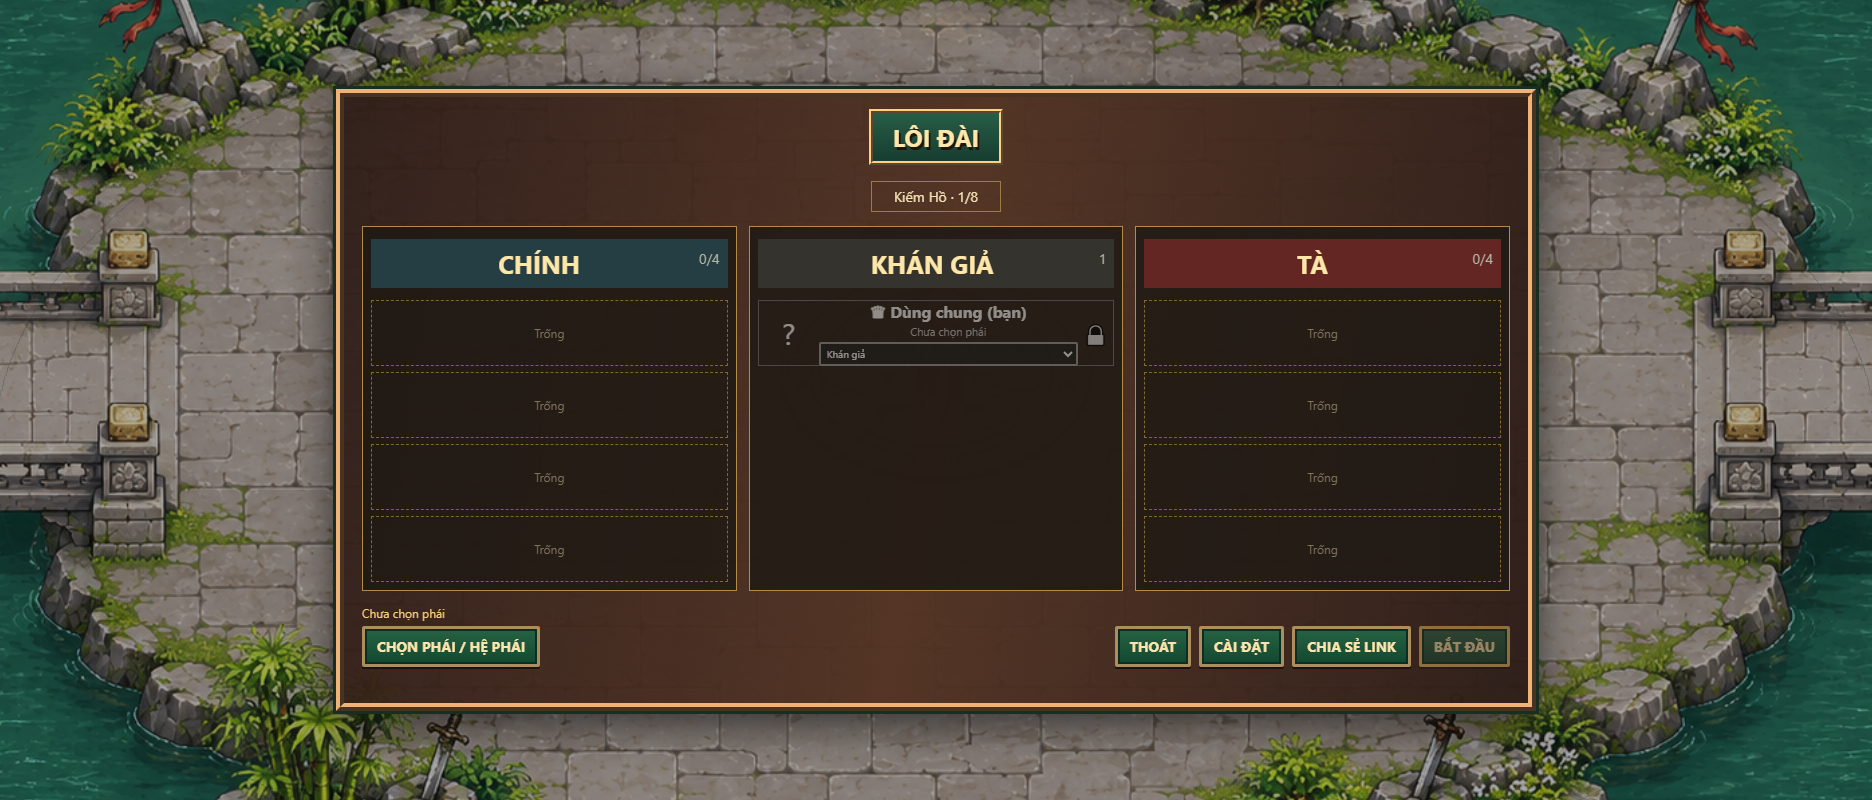 LÔI ĐÀI
Kiếm Hồ · 1/8
CHÍNH 0/4
Trống
Trống
Trống
Trống
KHÁN GIẢ 1
? Dùng chung (bạn)
Chưa chọn phái
Khán giả
TÀ 0/4
Trống
Trống
Trống
Trống
Chưa chọn phái
CHỌN PHÁI / HỆ PHÁI
THOÁT
CÀI ĐẶT
CHIA SẺ LINK
BẮT ĐẦU